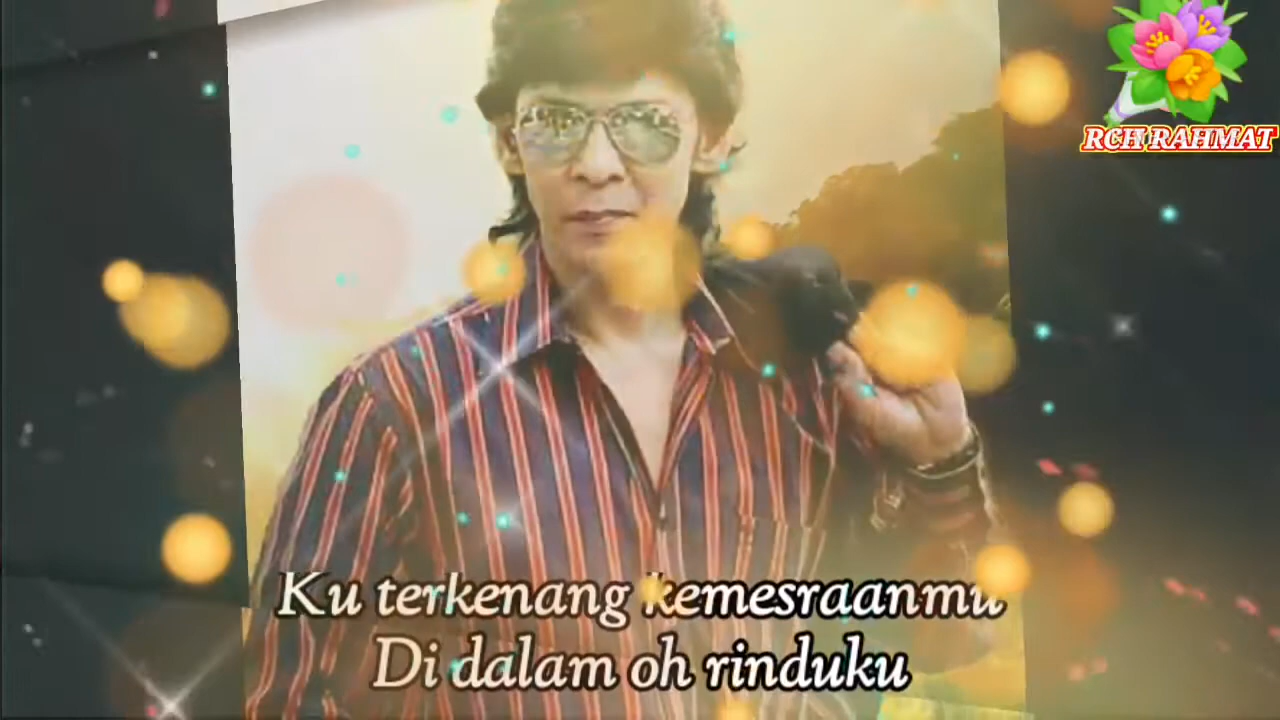 RCH RAHMAT
Ku terkenang kemesraanmu
Di dalam oh rinduku